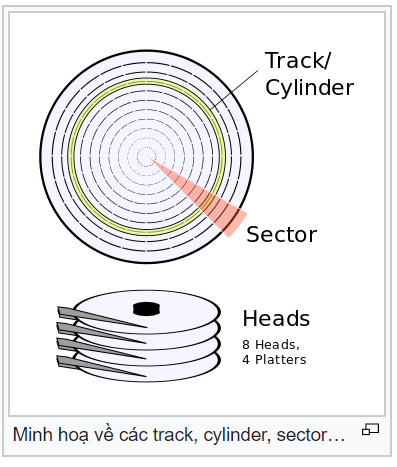 Track/
Cylinder
Sector
Heads
8 Heads,
4 Platters
Minh hoạ về các track, cylinder, sector…